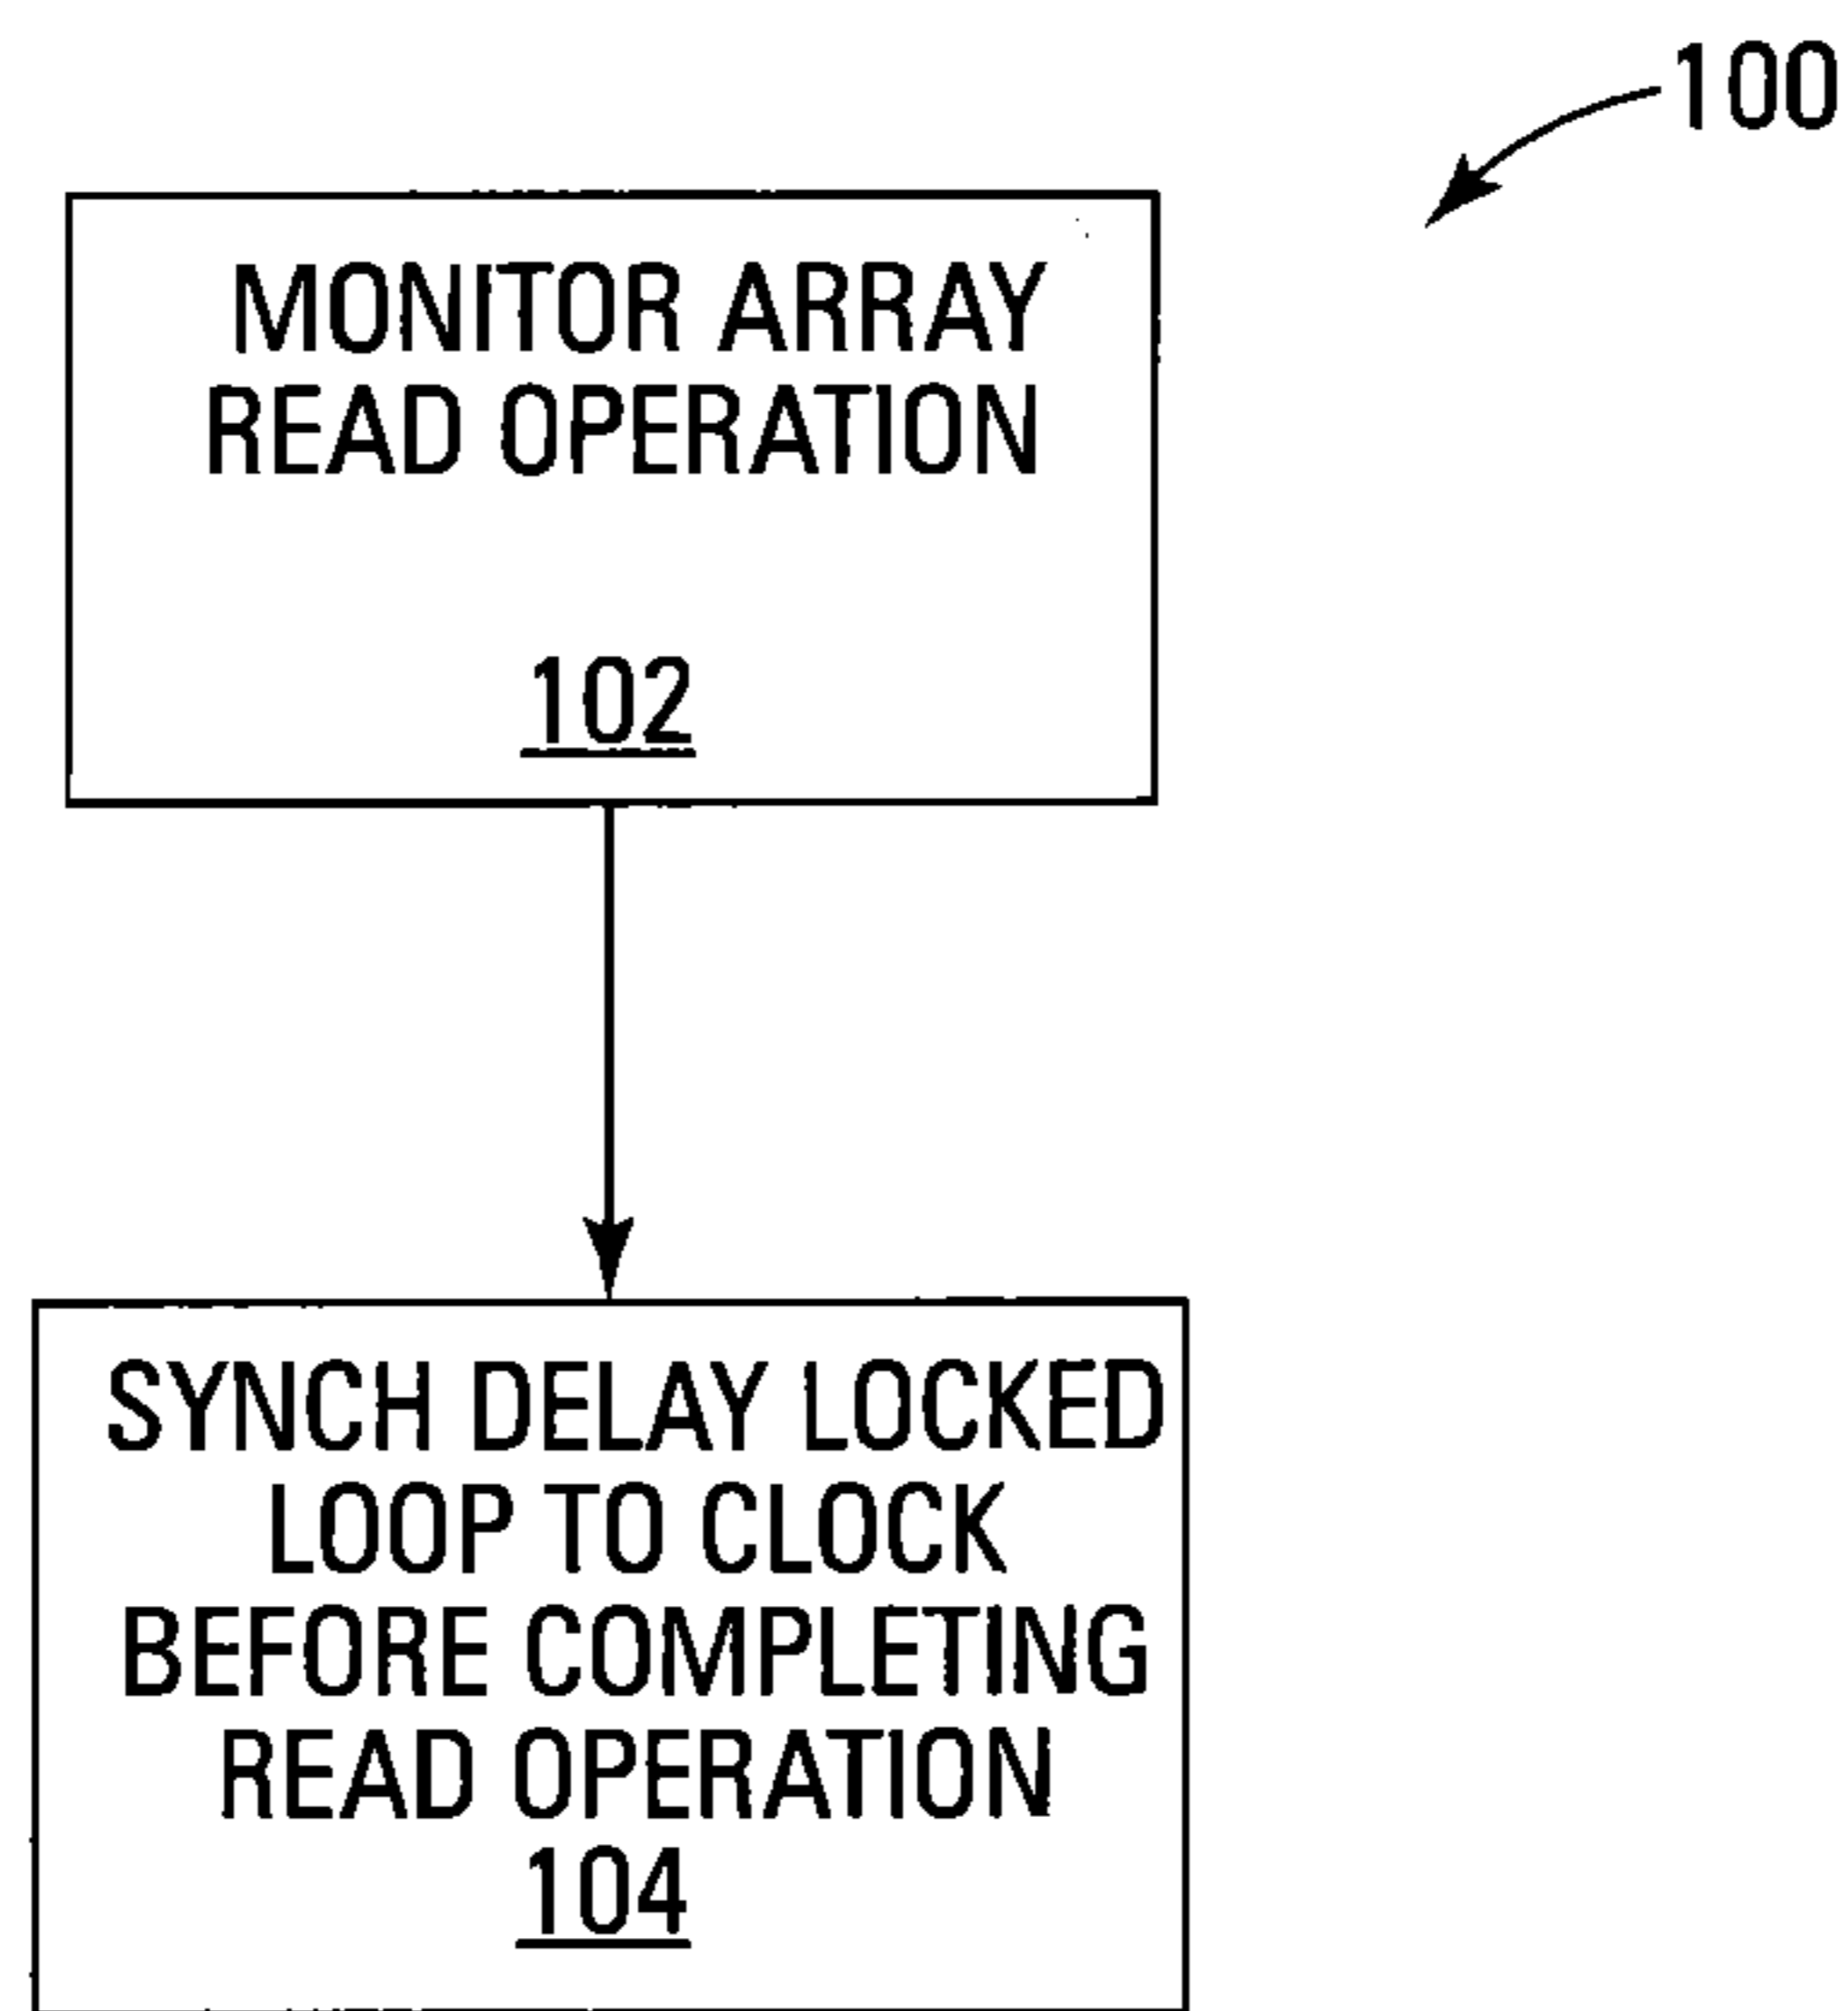 100
MONITOR ARRAY
READ OPERATION
102
SYNCH DELAY LOCKED
LOOP TO CLOCK
BEFORE COMPLETING
READ OPERATION
104